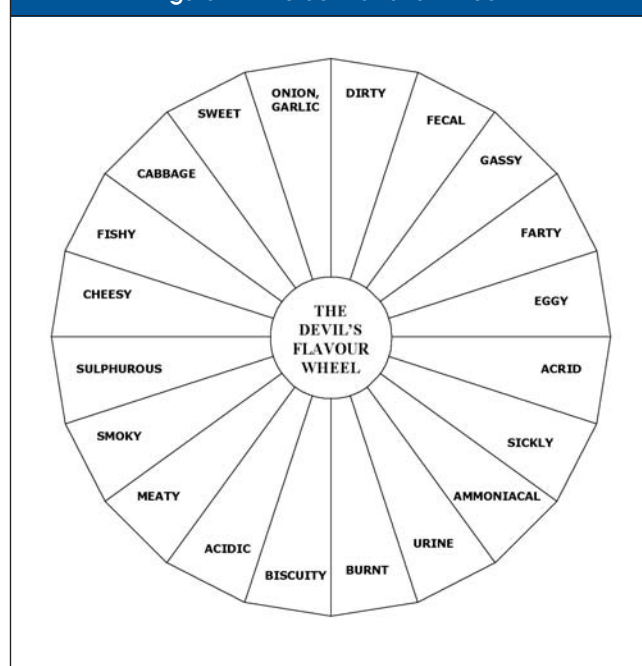 THE
DEVIL'S
FLAVOUR
WHEEL
DIRTY
FECAL
GASSY
FARTY
EGGY
ACRID
SICKLY
AMMONIACAL
URINE
BURNT
BISCUITY
ACIDIC
MEATY
SMOKY
SULPHUROUS
CHEESY
FISHY
CABBAGE
SWEET
ONION,
GARLIC